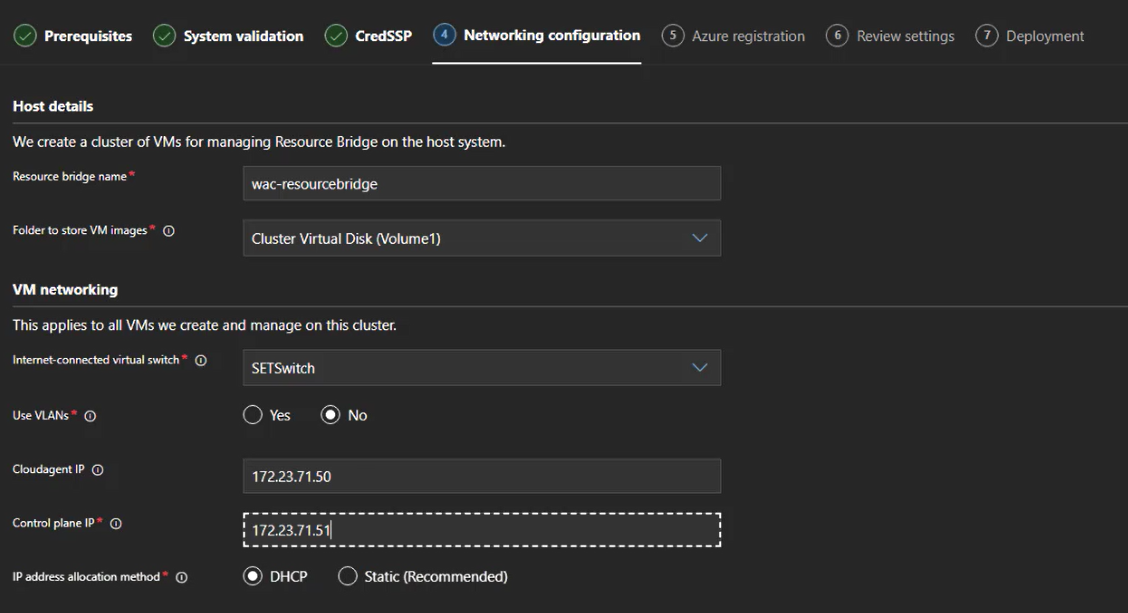 Prerequisites System validation CredSSP 4 Networking configuration 5 Azure registration 6 Review settings 7 Deployment
Host details
We create a cluster of VMs for managing Resource Bridge on the host system.
Resource bridge name* wac-resourcebridge
Folder to store VM images* Cluster Virtual Disk (Volume1)
VM networking
This applies to all VMs we create and manage on this cluster.
Internet-connected virtual switch* SETSwitch
Use VLANs* Yes No
Cloudagent IP 172.23.71.50
Control plane IP* 172.23.71.51
IP address allocation method* DHCP Static (Recommended)